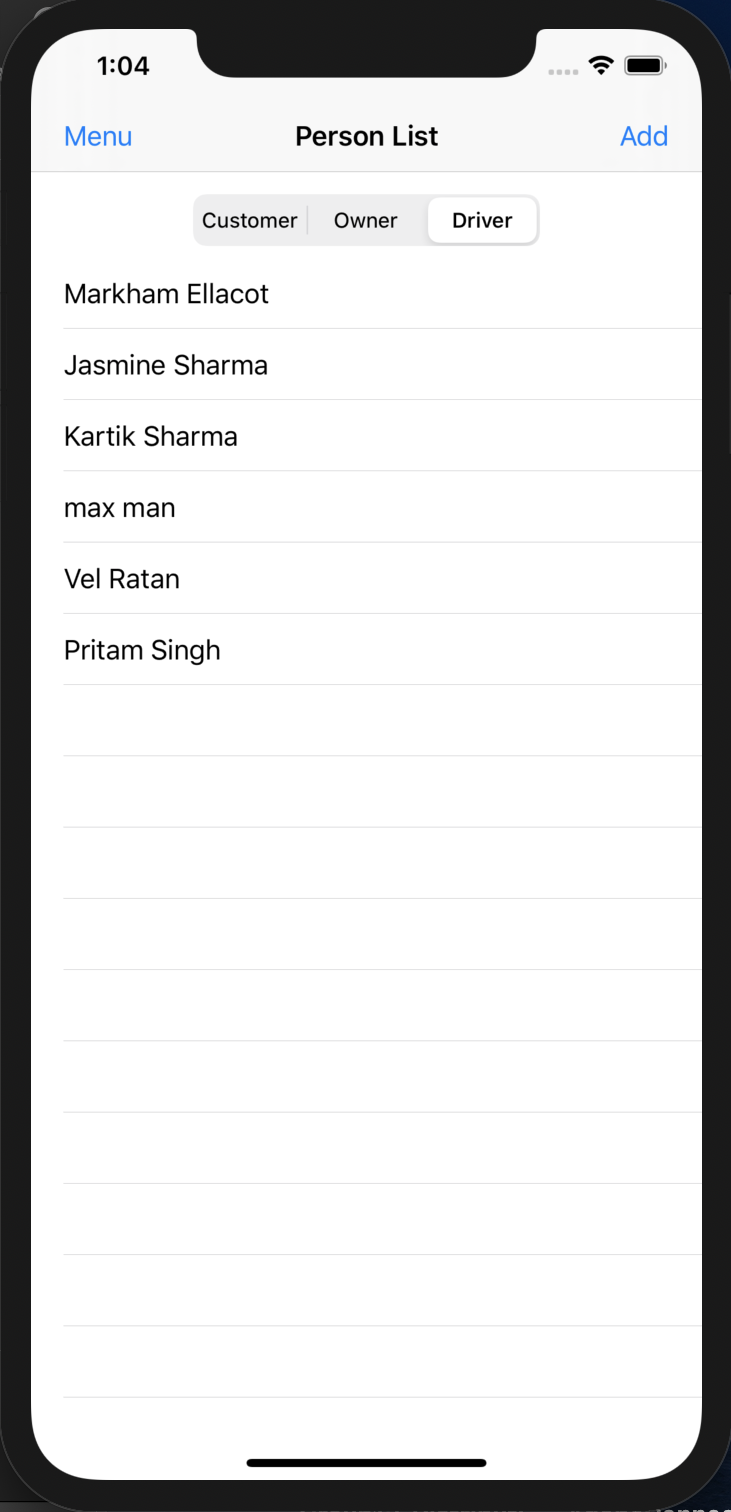 1:04
Menu Person List Add
Customer Owner Driver
Markham Ellacot
Jasmine Sharma
Kartik Sharma
max man
Vel Ratan
Pritam Singh